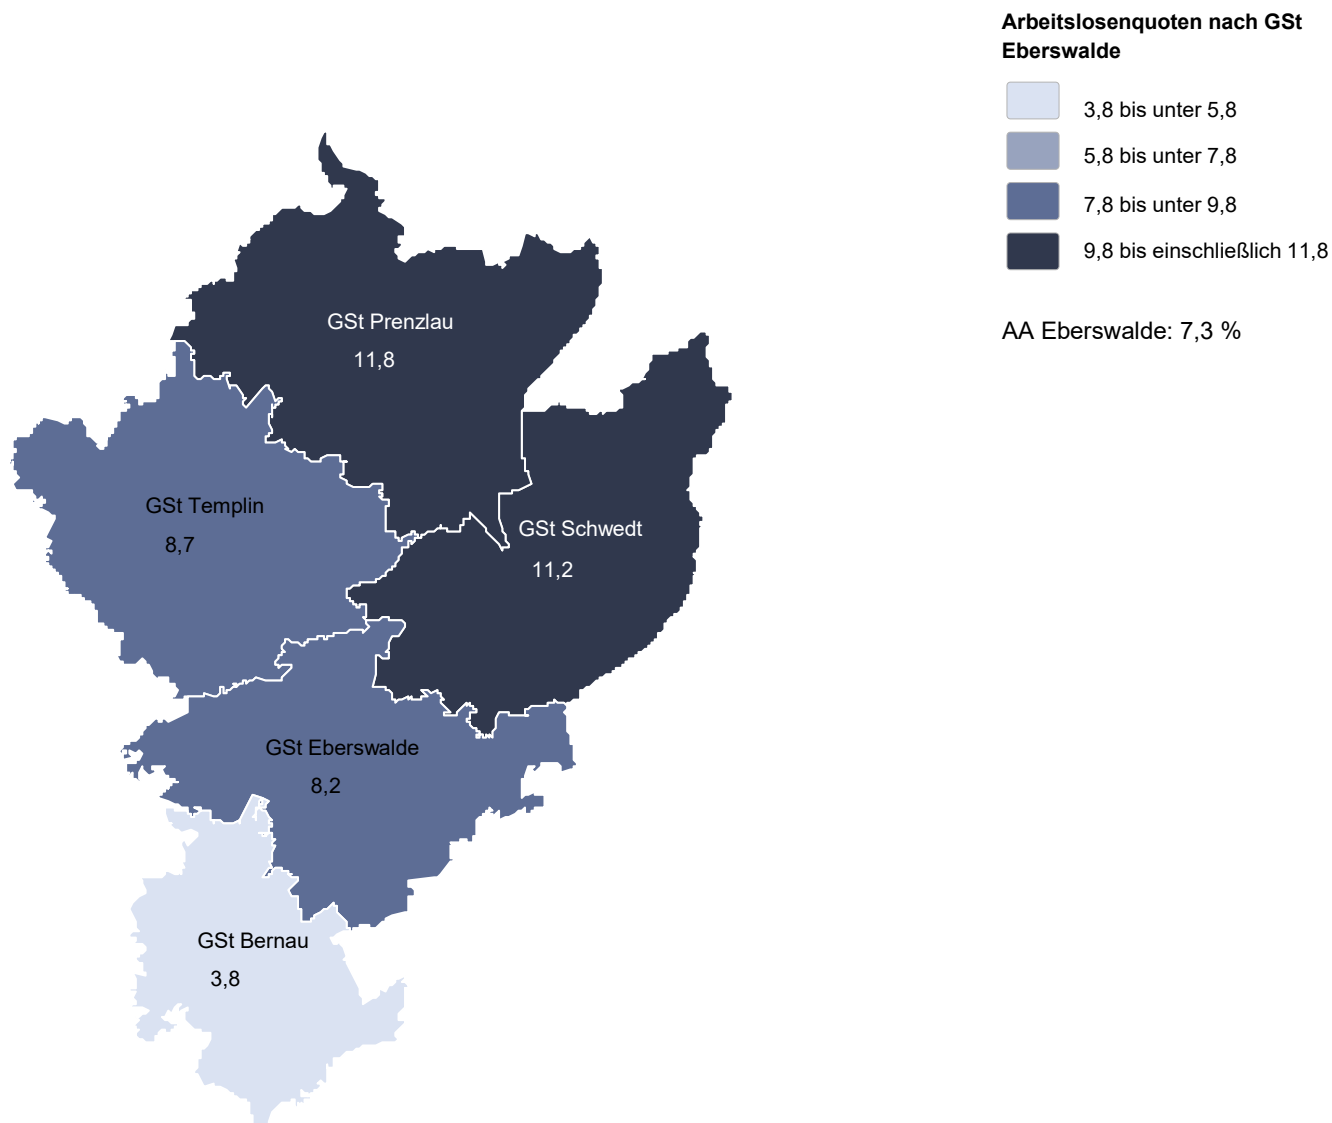 Arbeitslosenquoten nach GSt
Eberswalde
3,8 bis unter 5,8
5,8 bis unter 7,8
7,8 bis unter 9,8
9,8 bis einschließlich 11,8
AA Eberswalde: 7,3 %
GSt Prenzlau
11,8
GSt Templin
8,7
GSt Schwedt
11,2
GSt Eberswalde
8,2
GSt Bernau
3,8